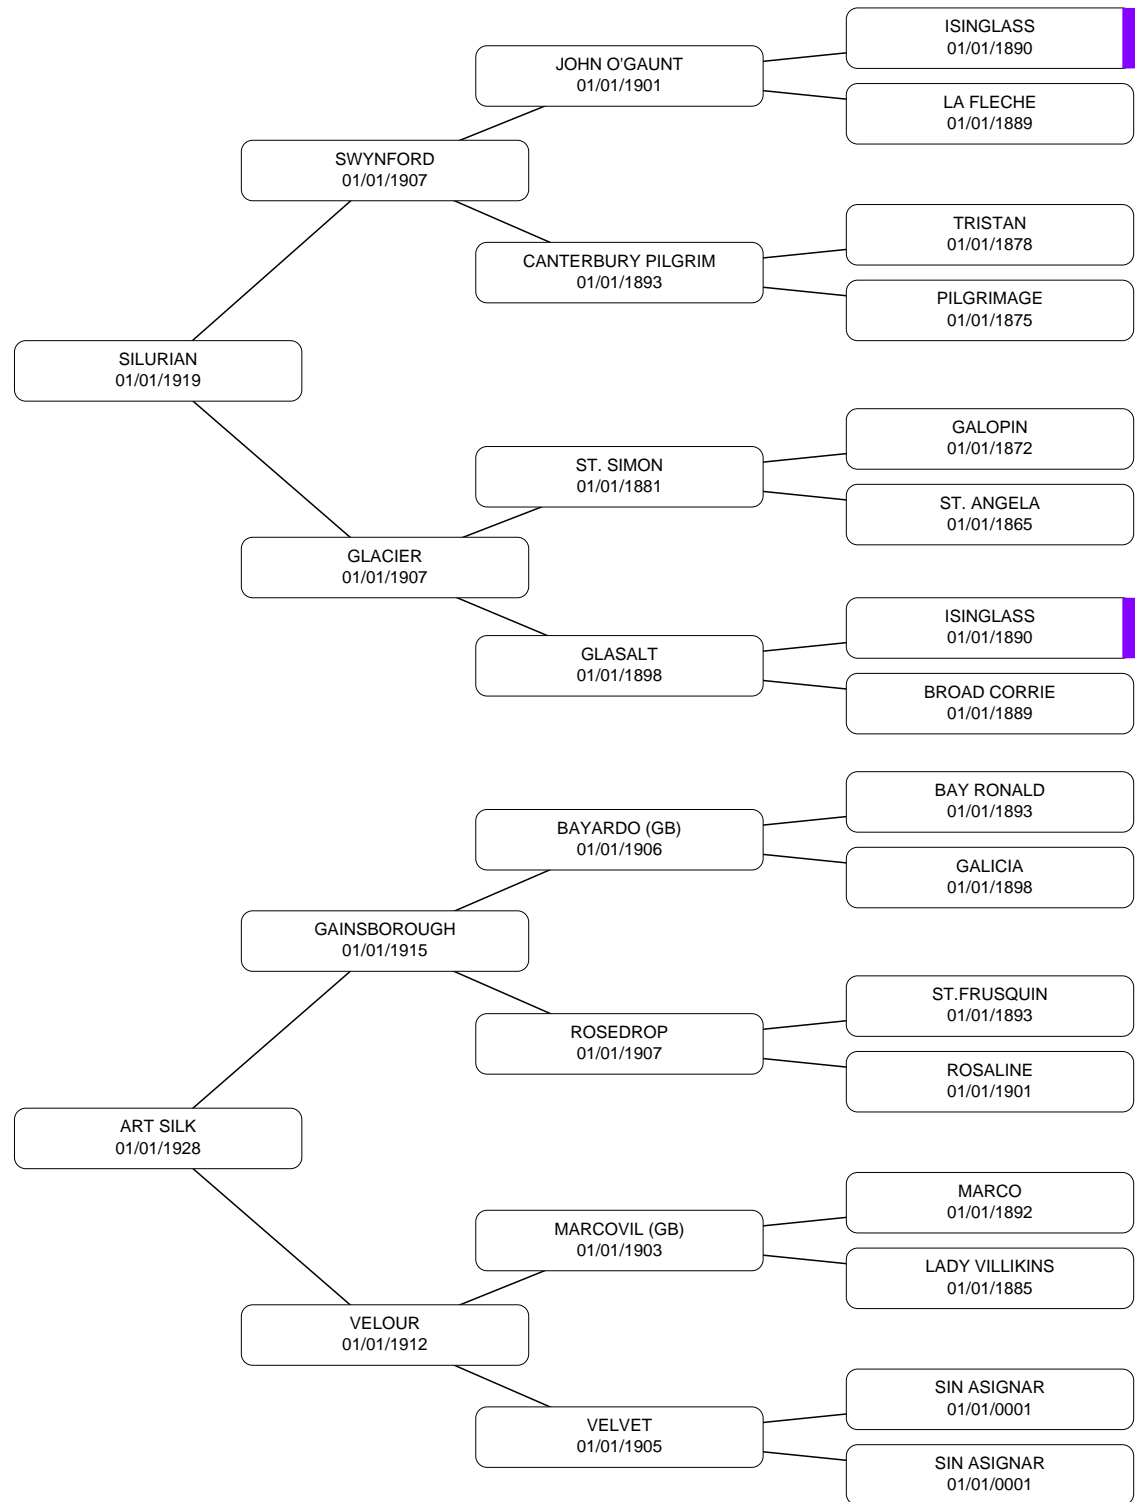 ISINGLASS
01/01/1890
JOHN O'GAUNT
01/01/1901
LA FLECHE
01/01/1889
SWYNFORD
01/01/1907
TRISTAN
01/01/1878
CANTERBURY PILGRIM
01/01/1893
PILGRIMAGE
01/01/1875
SILURIAN
01/01/1919
GALOPIN
01/01/1872
ST. SIMON
01/01/1881
ST. ANGELA
01/01/1865
GLACIER
01/01/1907
ISINGLASS
01/01/1890
GLASALT
01/01/1898
BROAD CORRIE
01/01/1889
BAY RONALD
01/01/1893
BAYARDO (GB)
01/01/1906
GALICIA
01/01/1898
GAINSBOROUGH
01/01/1915
ST.FRUSQUIN
01/01/1893
ROSEDROP
01/01/1907
ROSALINE
01/01/1901
ART SILK
01/01/1928
MARCO
01/01/1892
MARCOVIL (GB)
01/01/1903
LADY VILLIKINS
01/01/1885
VELOUR
01/01/1912
SIN ASIGNAR
01/01/0001
VELVET
01/01/1905
SIN ASIGNAR
01/01/0001